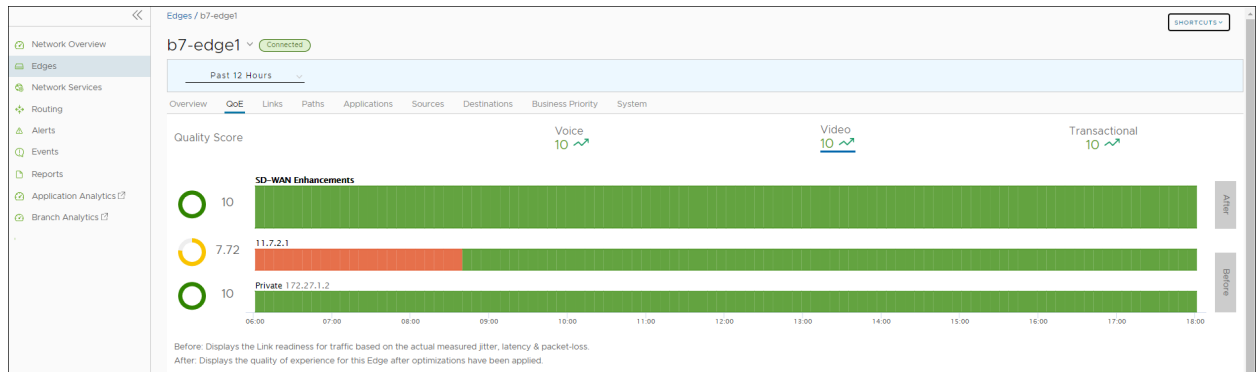 Edges / b7-edge1
SHORTCUTS
b7-edge1 Connected
Past 12 Hours
Network Overview
Edges
Network Services
Routing
Alerts
Events
Reports
Application Analytics
Branch Analytics
Overview QoE Links Paths Applications Sources Destinations Business Priority System
Quality Score
Voice
10
Video
10
Transactional
10
SD-WAN Enhancements
10
After
11.7.2.1
7.72
Before
Private 172.27.1.2
10
06:00 07:00 08:00 09:00 10:00 11:00 12:00 13:00 14:00 15:00 16:00 17:00 18:00
Before: Displays the Link readiness for traffic based on the actual measured jitter, latency & packet-loss.
After: Displays the quality of experience for this Edge after optimizations have been applied.